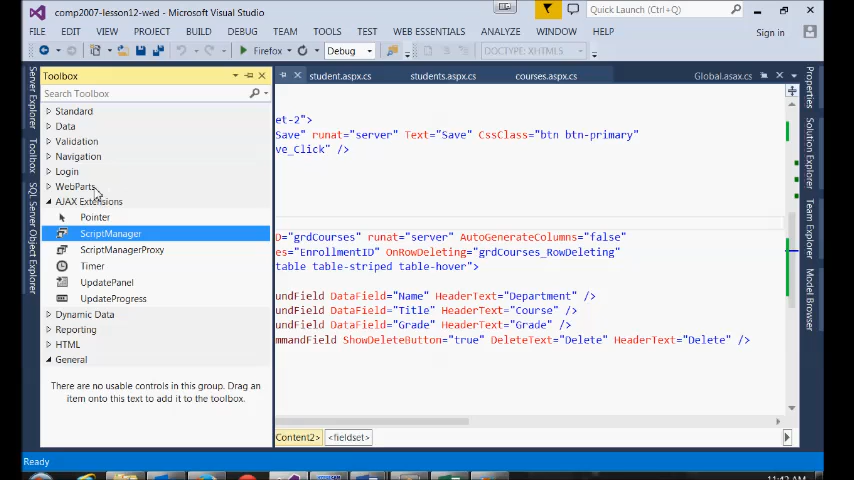 comp2007-lesson12-wed - Microsoft Visual Studio
Quick Launch (Ctrl+Q)
FILE EDIT VIEW PROJECT BUILD DEBUG TEAM TOOLS TEST WEB ESSENTIALS ANALYZE WINDOW HELP
Sign in
Firefox Debug DOCTYPE: XHTML5
Toolbox
student.aspx.cs students.aspx.cs courses.aspx.cs Global.asax.cs
Search Toolbox
Standard
Data
Validation
Navigation
Login
WebParts
AJAX Extensions
Pointer
ScriptManager
ScriptManagerProxy
Timer
UpdatePanel
UpdateProgress
Dynamic Data
Reporting
HTML
General
There are no usable controls in this group. Drag an
item onto this text to add it to the toolbox.
Server Explorer
Toolbox
SQL Server Object Explorer
et-2">
Save" runat="server" Text="Save" CssClass="btn btn-primary"
ve_Click" />
D="grdCourses" runat="server" AutoGenerateColumns="false"
es="EnrollmentID" OnRowDeleting="grdCourses_RowDeleting"
table table-striped table-hover">
undField DataField="Name" HeaderText="Department" />
undField DataField="Title" HeaderText="Course" />
undField DataField="Grade" HeaderText="Grade" />
mmandField ShowDeleteButton="true" DeleteText="Delete" HeaderText="Delete" />
Content2> <fieldset>
Properties
Solution Explorer
Team Explorer
Model Browser
Ready